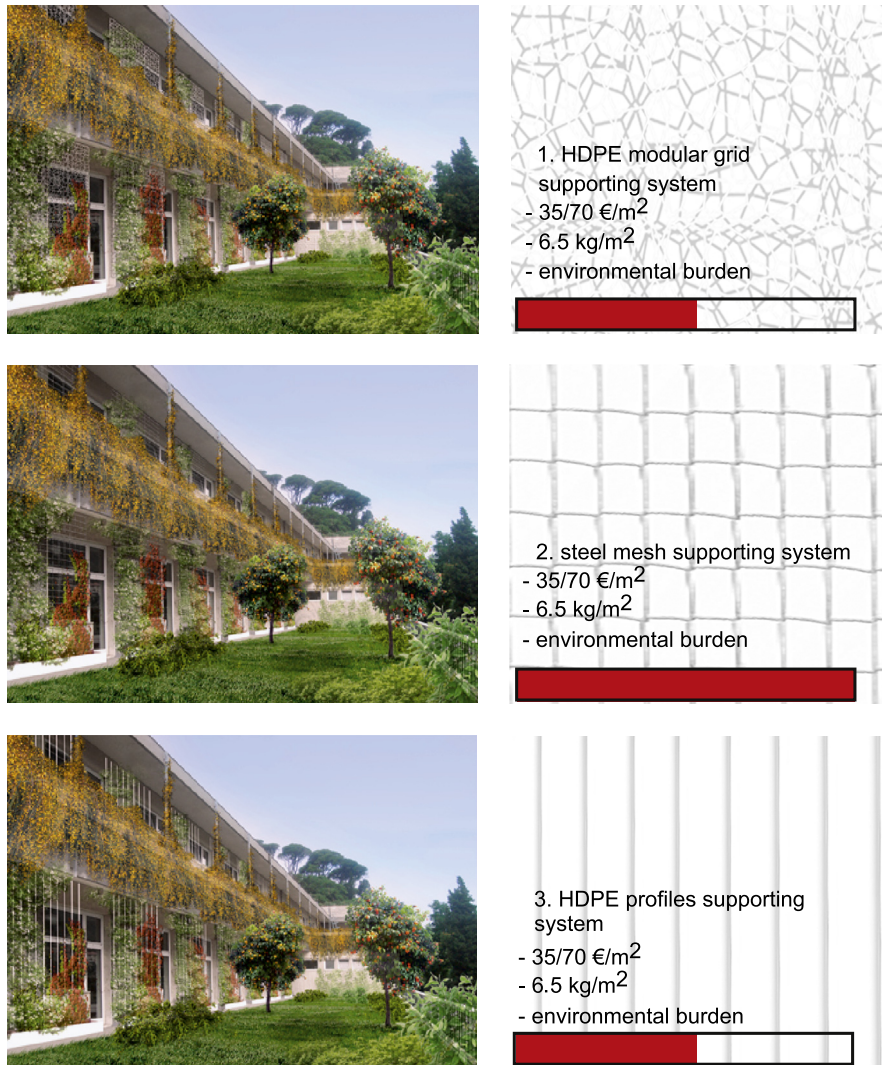 1. HDPE modular grid
supporting system
- 35/70 €/m²
- 6.5 kg/m²
- environmental burden
2. steel mesh supporting system
- 35/70 €/m²
- 6.5 kg/m²
- environmental burden
3. HDPE profiles supporting
system
- 35/70 €/m²
- 6.5 kg/m²
- environmental burden